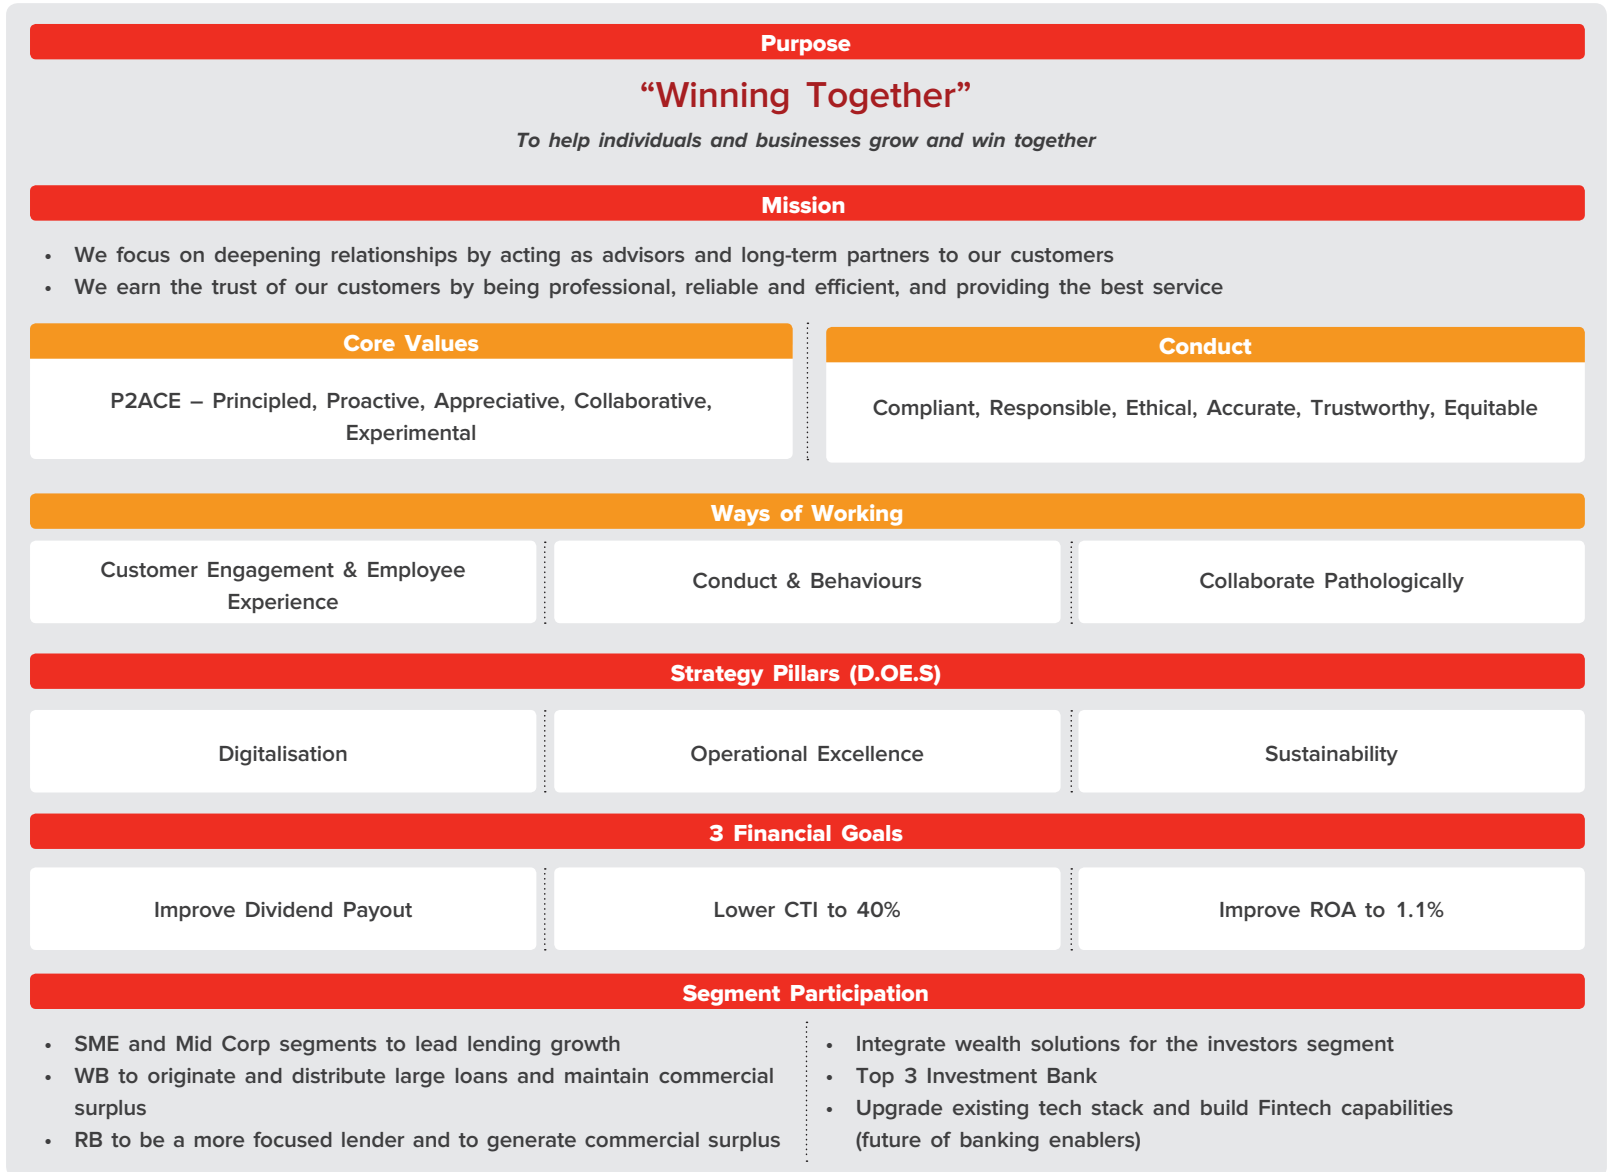 Purpose
“Winning Together”
To help individuals and businesses grow and win together
Mission
• We focus on deepening relationships by acting as advisors and long-term partners to our customers
• We earn the trust of our customers by being professional, reliable and efficient, and providing the best service
Core Values
P2ACE – Principled, Proactive, Appreciative, Collaborative,
Experimental
Conduct
Compliant, Responsible, Ethical, Accurate, Trustworthy, Equitable
Ways of Working
Customer Engagement & Employee
Experience
Conduct & Behaviours
Collaborate Pathologically
Strategy Pillars (D.OE.S)
Digitalisation
Operational Excellence
Sustainability
3 Financial Goals
Improve Dividend Payout
Lower CTI to 40%
Improve ROA to 1.1%
Segment Participation
• SME and Mid Corp segments to lead lending growth
• WB to originate and distribute large loans and maintain commercial
surplus
• RB to be a more focused lender and to generate commercial surplus
• Integrate wealth solutions for the investors segment
• Top 3 Investment Bank
• Upgrade existing tech stack and build Fintech capabilities
(future of banking enablers)